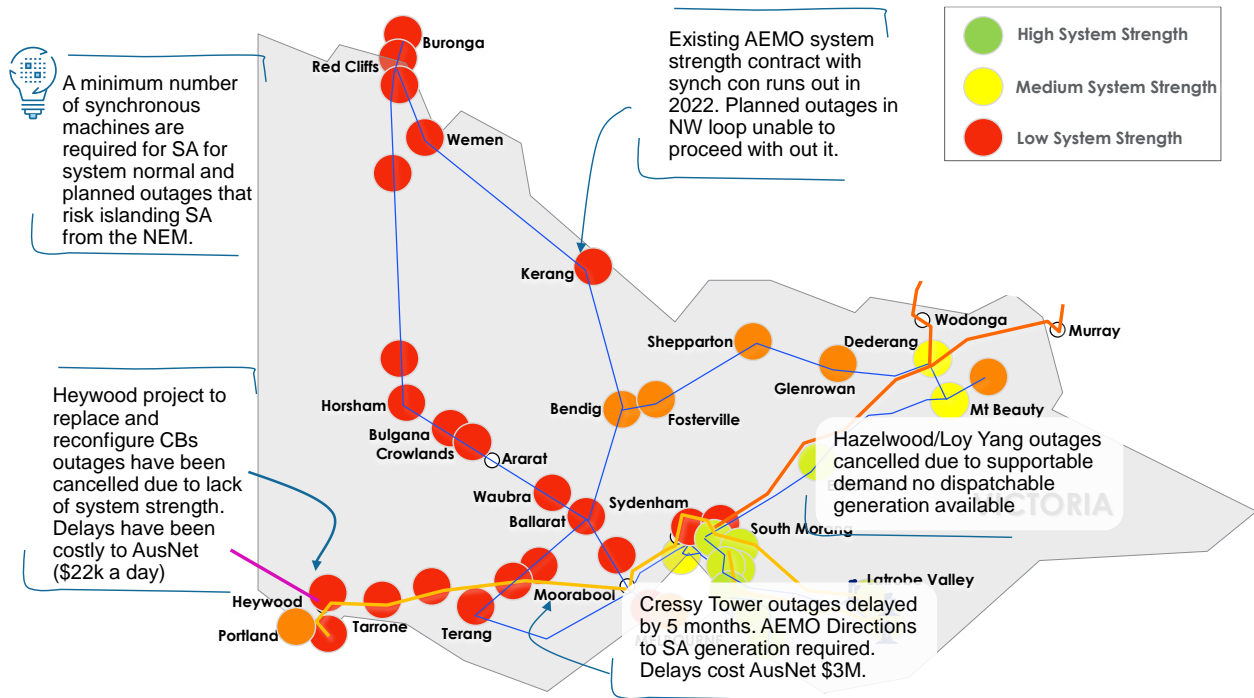 A minimum number
of synchronous
machines are
required for SA for
system normal and
planned outages that
risk islanding SA
from the NEM.
Existing AEMO system
strength contract with
synch con runs out in
2022. Planned outages in
NW loop unable to
proceed with out it.
High System Strength
Medium System Strength
Low System Strength
Buronga
Red Cliffs
Wemen
Kerang
Wodonga
Murray
Shepparton
Dederang
Glenrowan
Mt Beauty
Heywood project to
replace and
reconfigure CBs
outages have been
cancelled due to lack
of system strength.
Delays have been
costly to AusNet
($22k a day)
Horsham
Bulgana
Crowlands
Ararat
Waubra
Ballarat
Bendig
Fosterville
Sydenham
South Morang
Hazelwood/Loy Yang outages
cancelled due to supportable
demand no dispatchable
generation available
VICTORIA
Latrobe Valley
Moorabool
Heywood
Portland
Tarrone
Terang
Cressy Tower outages delayed
by 5 months. AEMO Directions
to SA generation required.
Delays cost AusNet $3M.
MELBOURNE